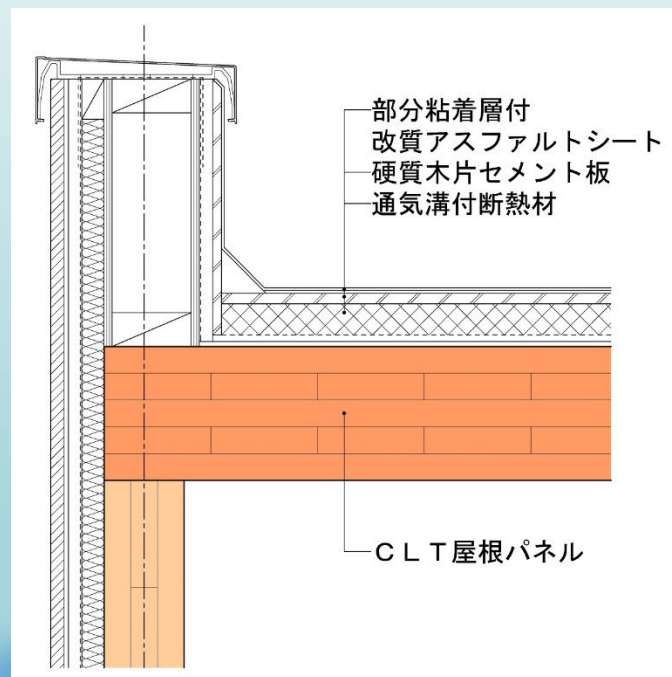 部分粘着層付
改質アスファルトシート
硬質木片セメント板
通気溝付断熱材
ＣＬＴ屋根パネル